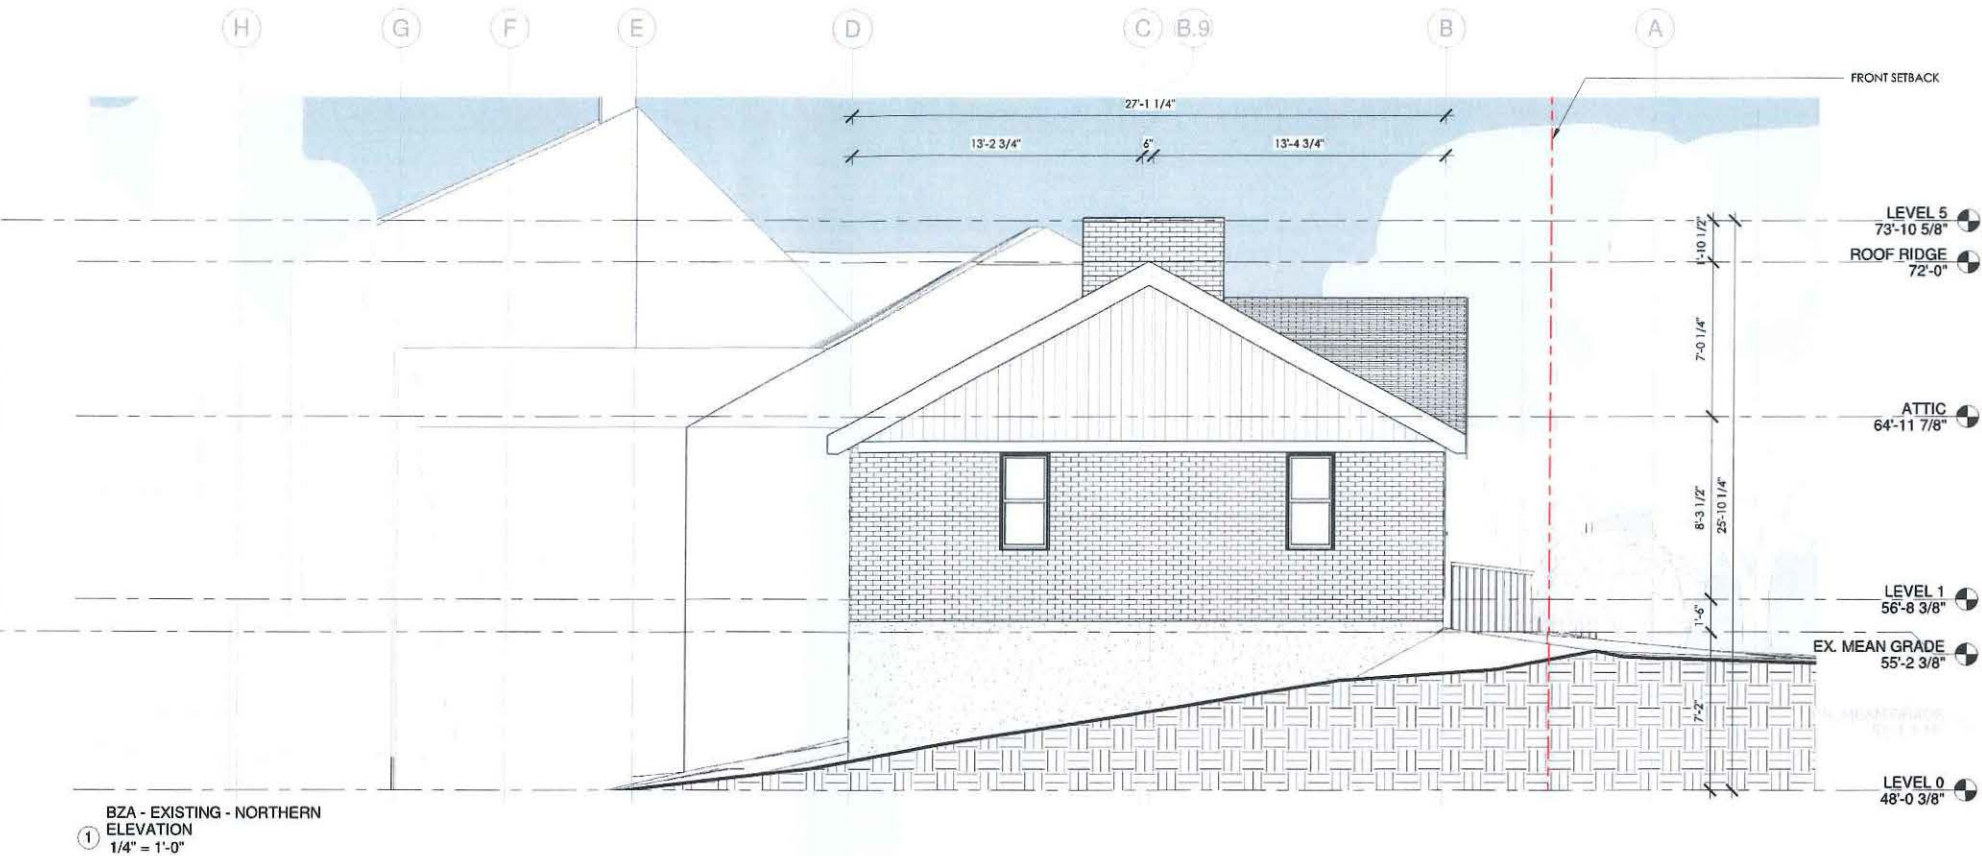 H G F E D C B.9 B A
FRONT SETBACK
27'-1 1/4"
13'-2 3/4" 6" 13'-4 3/4"
LEVEL 5
73'-10 5/8"
1'-10 1/2"
ROOF RIDGE
72'-0"
7'-0 1/4"
ATTIC
64'-11 7/8"
8'-3 1/2"
25'-10 1/4"
LEVEL 1
56'-8 3/8"
1'-6"
EX. MEAN GRADE
55'-2 3/8"
7'-2"
LEVEL 0
48'-0 3/8"
BZA - EXISTING - NORTHERN
1 ELEVATION
1/4" = 1'-0"